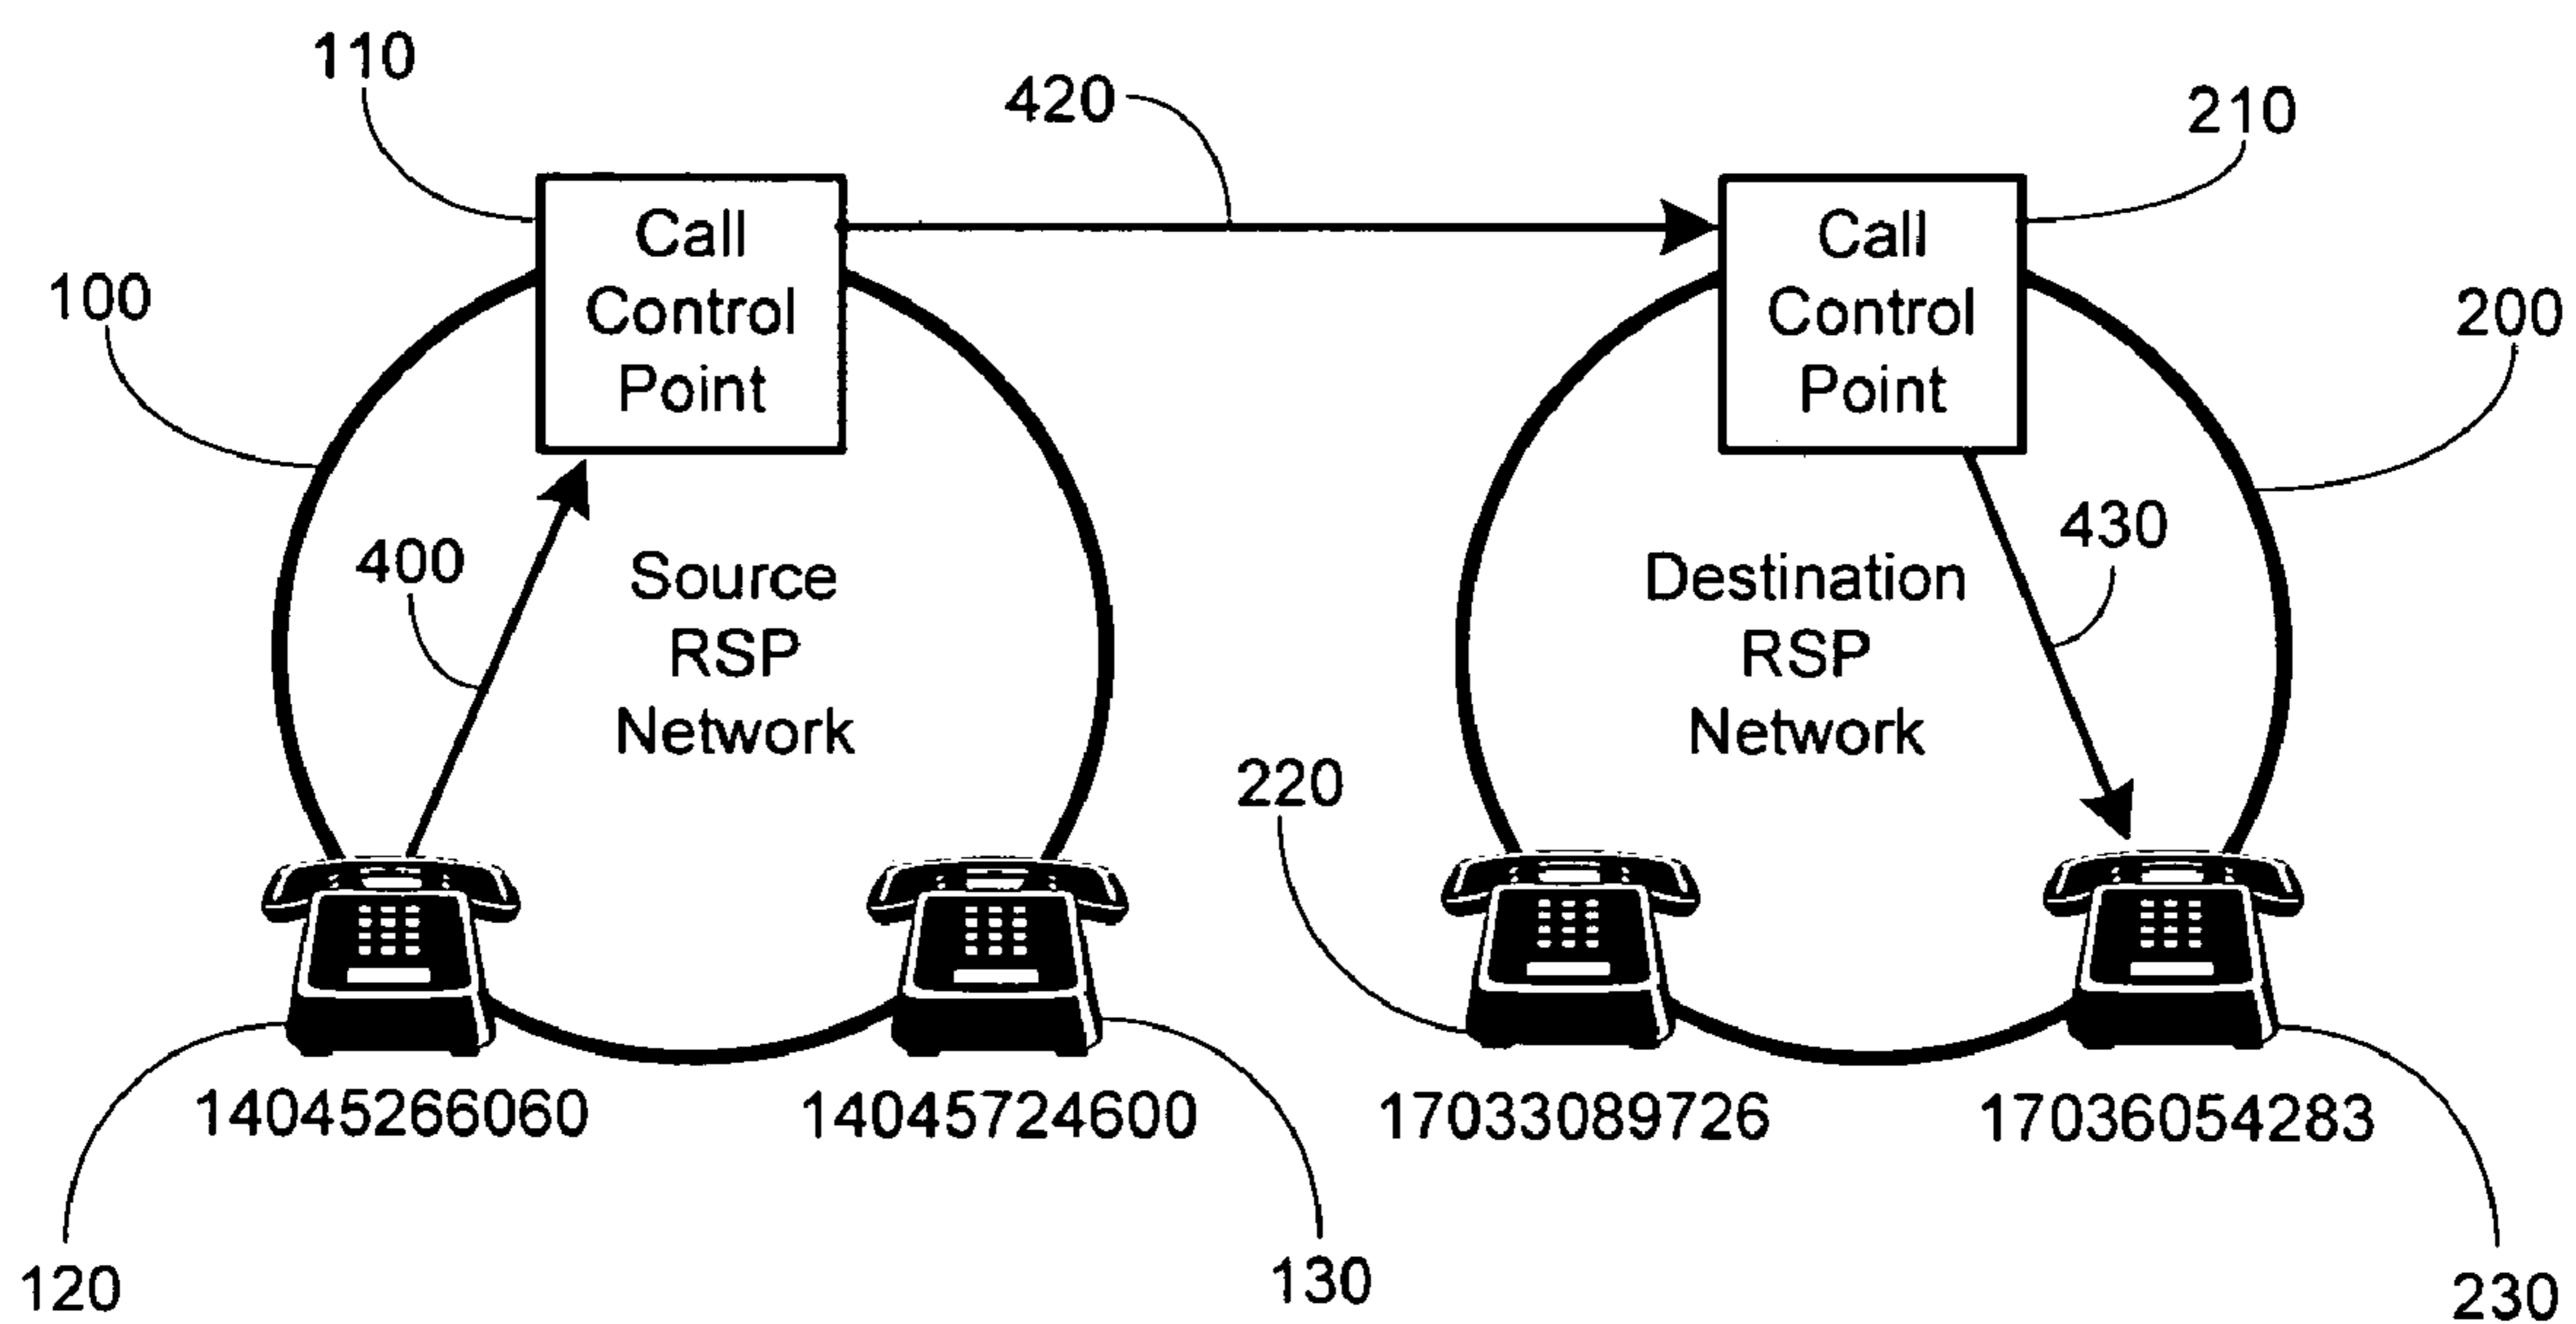 110
420
210
Call
Control
Point
Call
Control
Point
100
200
400
Source
RSP
Network
Destination
RSP
Network
430
220
14045266060
14045724600
17033089726
17036054283
120
130
230